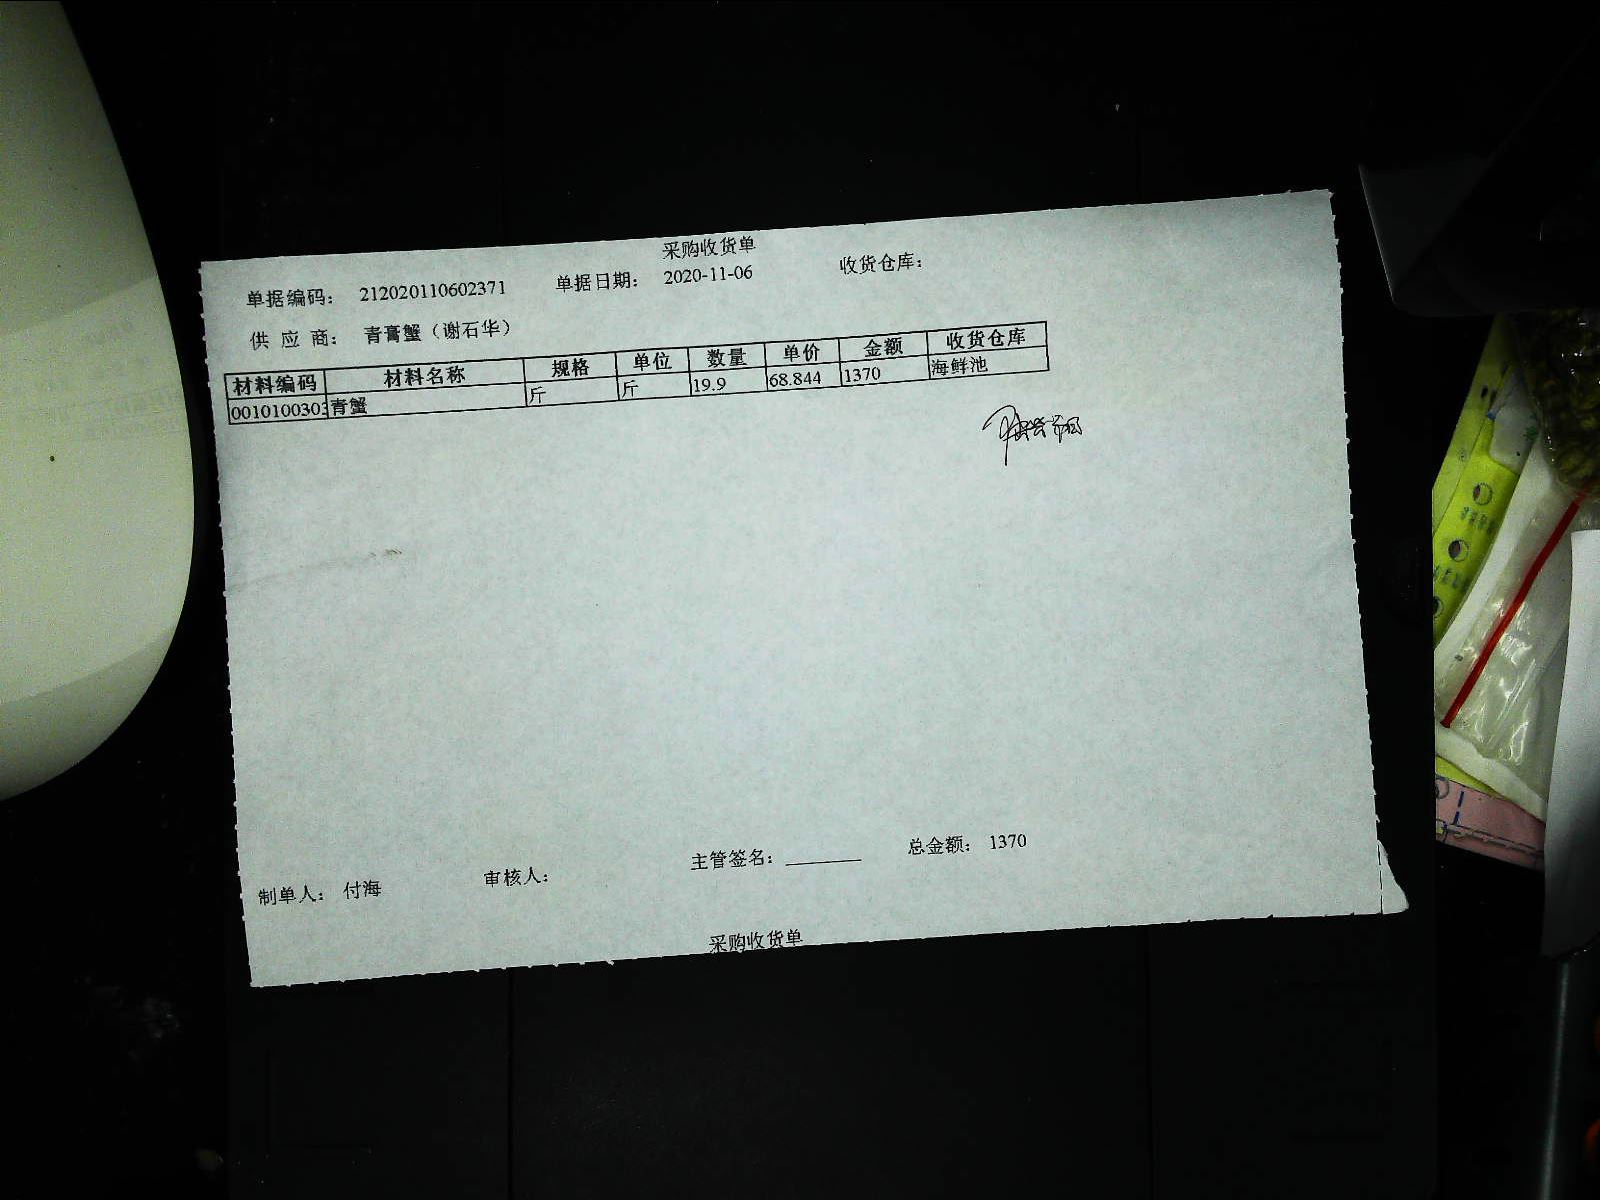 采购收货单
单据编码： 212020110602371 单据日期： 2020-11-06 收货仓库：
供 应 商： 青膏蟹（谢石华）
材料编码 材料名称 规格 单位 数量 单价 金额 收货仓库
0010100303 青蟹 斤 斤 19.9 68.844 1370 海鲜池
制单人： 付海 审核人： 主管签名： 总金额： 1370
采购收货单